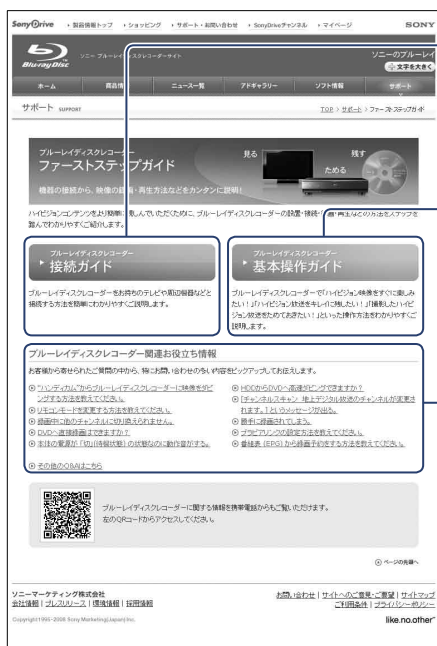 Sony Drive ・製品情報トップ ・ショッピング ・サポート・お問い合わせ ・SonyDriveチャンネル ・マイページ SONY
Blu-ray Disc
ソニー ブルーレイディスクレコーダーサイト
ソニーのブルーレイ
文字を大きく
ホーム
ニュース一覧 アドギャラリー ソフト情報 サポート
サポート SUPPORT
TOP > サポート > ファーストステップガイド
ブルーレイディスクレコーダー
ファーストステップガイド
機器の接続から、映像の録画・再生方法などをカンタンに説明!
見る
ためる
残す
ハイビジョンコンテンツをより簡単に楽しんでいただくために、ブルーレイディスクレコーダーの設置・接続・録画・再生などの方法をステップを
踏んでわかりやすくご紹介します。
ブルーレイディスクレコーダー
接続ガイド
ブルーレイディスクレコーダーをお持ちのテレビや周辺機器などと
接続する方法を簡単にわかりやすくご説明します。
ブルーレイディスクレコーダー
基本操作ガイド
ブルーレイディスクレコーダーで「ハイビジョン映像をすぐに楽しみ
たい!」「ハイビジョン放送をキレイに残したい!」「撮影したハイビ
ジョン放送をためておきたい!」といった操作方法をわかりやすくご
説明します。
ブルーレイディスクレコーダー関連お役立ち情報
お客様から寄せられたご質問の中から、特にお問い合わせの多い内容をピックアップしてお伝えします。
"ハンディカム"からブルーレイディスクレコーダーに映像をダビ
ングする方法を教えてください。
リモコンモードを変更する方法を教えてください。
録画中に他のチャンネルに切り換えられません。
DVDへ直接録画はできますか?
本体の電源が「切」(待機状態)の状態なのに動作音がする。
その他のQ&Aはこちら
HDDからDVDへ高速ダビングできますか?
[チャンネルスキャン 地上デジタル放送のチャンネルが変更さ
れます。]というメッセージが出る。
勝手に録画されてしまう。
ブラビアリンクの設定方法を教えてください。
番組表(EPG)から録画予約をする方法を教えてください。
ブルーレイディスクレコーダーに関する情報を携帯電話からもご覧いただけます。
左のQRコードからアクセスしてください。
ページの先頭へ
ソニーマーケティング株式会社
会社情報 | プレスリリース | 環境情報 | 採用情報
お問い合わせ | サイトへのご意見・ご要望 | サイトマップ
ご利用条件 | プライバシーポリシー
Copyright 1995-2008 Sony Marketing(Japan)Inc.
like.no.other™